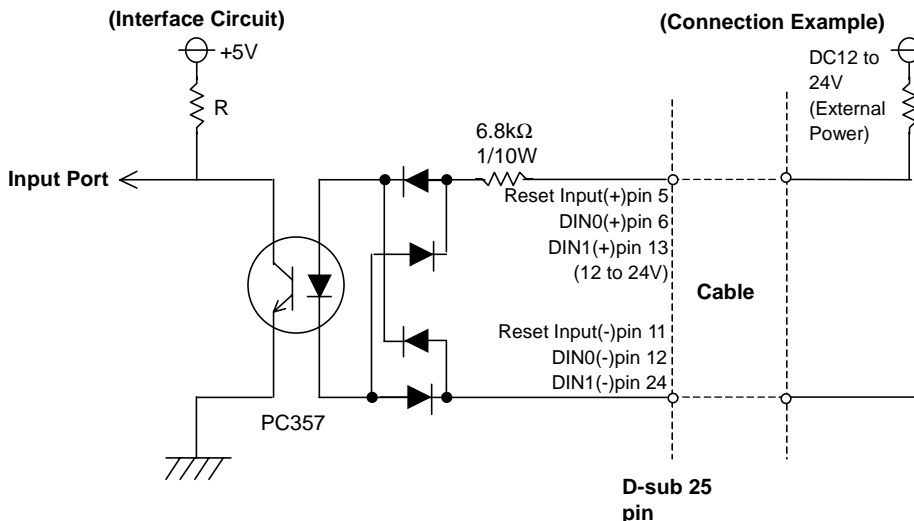 (Interface Circuit)
(Connection Example)
+5V
DC12 to
24V
(External
Power)
R
6.8kΩ
1/10W
Input Port
Reset Input(+)pin 5
DIN0(+)pin 6
DIN1(+)pin 13
(12 to 24V)
Cable
Reset Input(-)pin 11
DIN0(-)pin 12
DIN1(-)pin 24
PC357
D-sub 25
pin